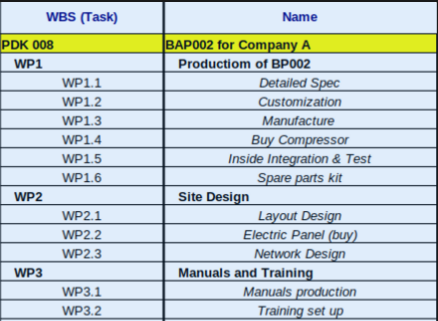 WBS (Task) Name
PDK 008 BAP002 for Company A
WP1 Productiom of BP002
WP1.1 Detailed Spec
WP1.2 Customization
WP1.3 Manufacture
WP1.4 Buy Compressor
WP1.5 Inside Integration & Test
WP1.6 Spare parts kit
WP2 Site Design
WP2.1 Layout Design
WP2.2 Electric Panel (buy)
WP2.3 Network Design
WP3 Manuals and Training
WP3.1 Manuals production
WP3.2 Training set up